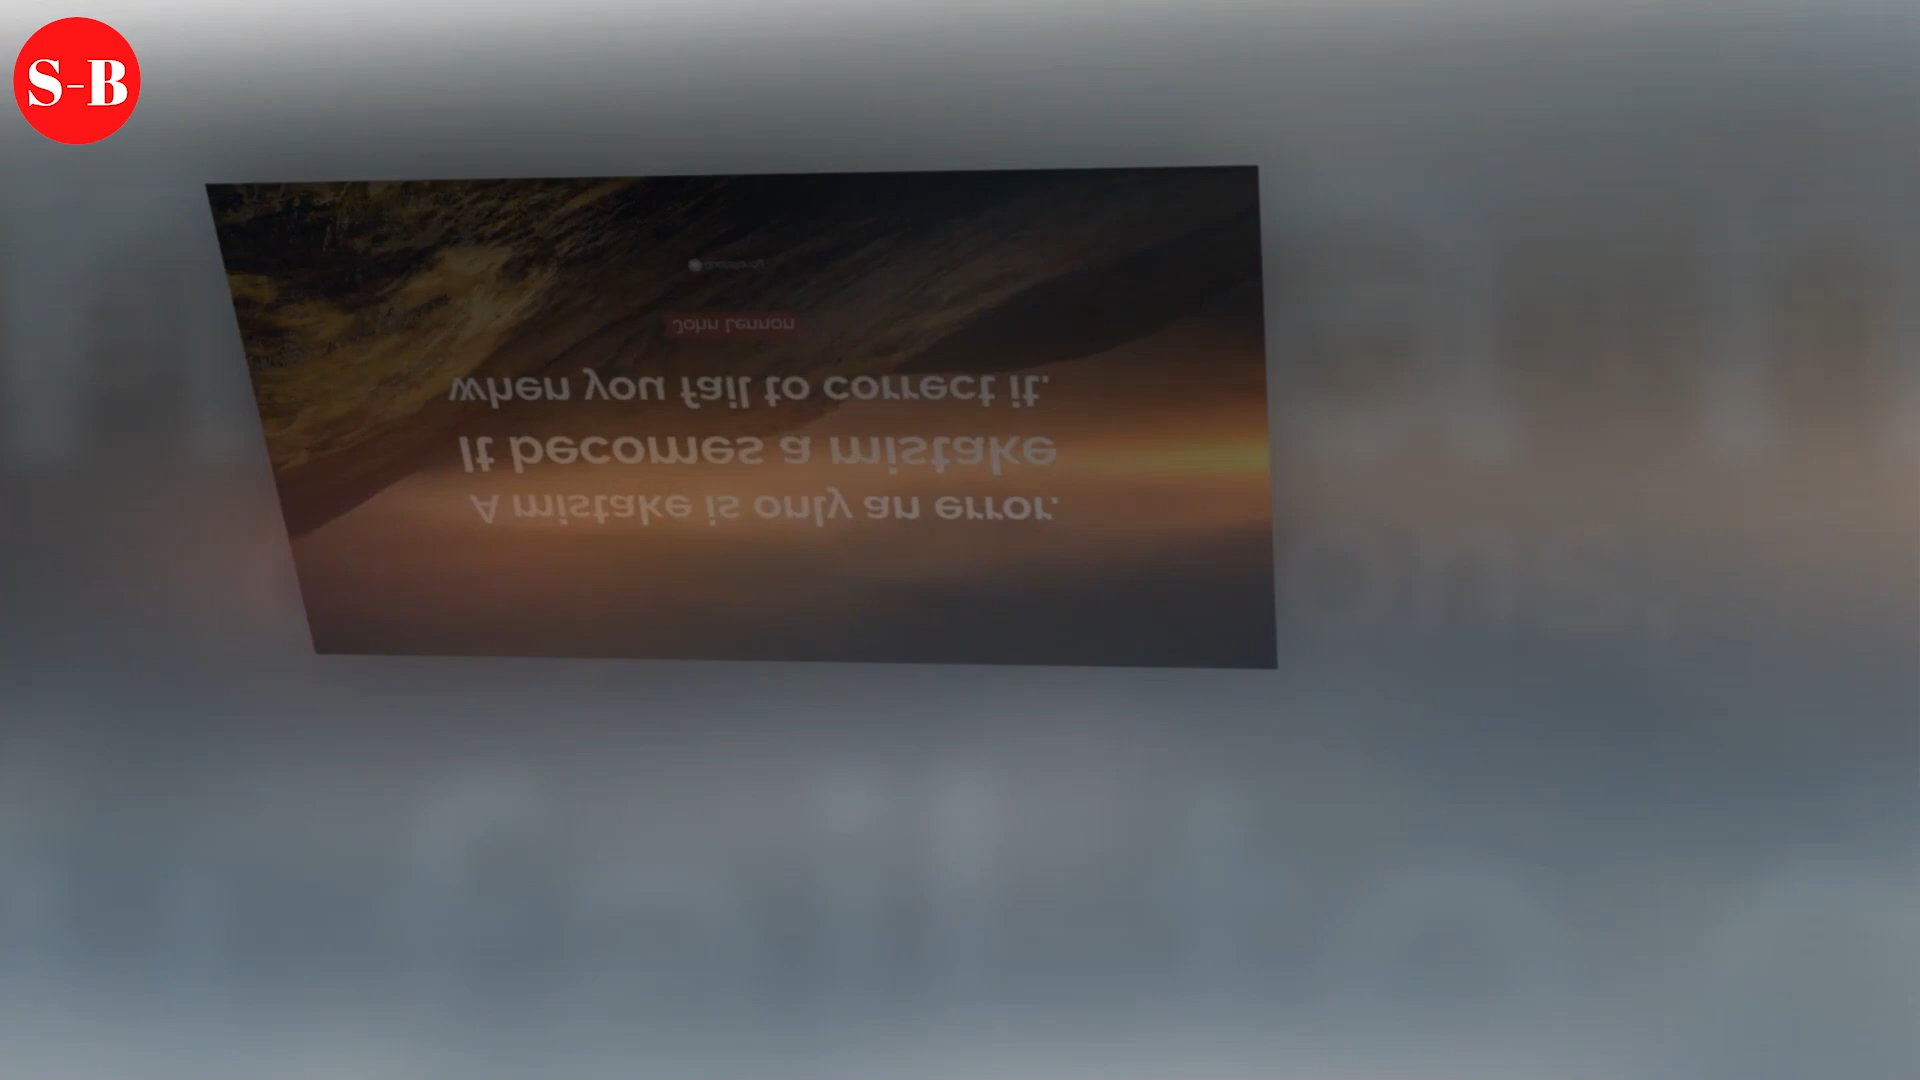 S-B
A mistake is only an error.
It becomes a mistake
when you fail to correct it.
John Lennon